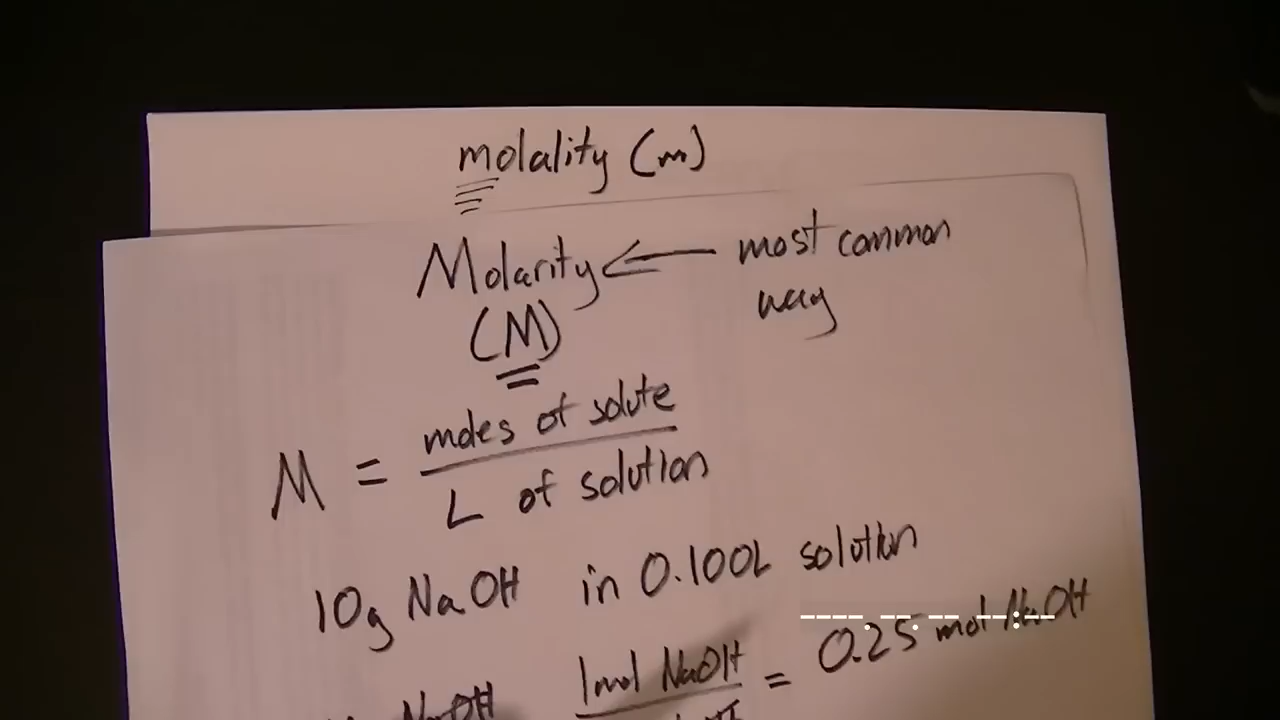 molality (m)
Molarity ← most common
way
(M)
M = moles of solute
L of solution
10g NaOH in 0.100L solution
NaOH 1mol NaOH = 0.25 mol NaOH
----.--.-- --:--